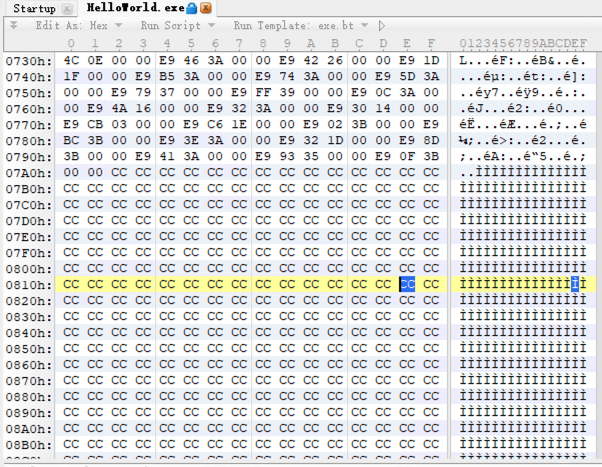 Startup HelloWorld.exe
Edit As: Hex Run Script Run Template: exe.bt
0 1 2 3 4 5 6 7 8 9 A B C D E F 0123456789ABCDEF
0730h: 4C 0E 00 00 E9 46 3A 00 00 E9 42 26 00 00 E9 1D L...éF:..éB&..é.
0740h: 1F 00 00 E9 B5 3A 00 00 E9 74 3A 00 00 E9 5D 3A ...éµ:..ét:..é]:
0750h: 00 00 E9 79 37 00 00 E9 FF 39 00 00 E9 0C 3A 00 ..éy7..éÿ9..é.:.
0760h: 00 E9 4A 16 00 00 E9 32 3A 00 00 E9 30 14 00 00 .éJ...é2:..é0...
0770h: E9 CB 03 00 00 E9 C6 1E 00 00 E9 02 3B 00 00 E9 éË...éÆ...é.;..é
0780h: BC 3B 00 00 E9 3E 3A 00 00 E9 32 1D 00 00 E9 8D ¼;..é>:..é2...é.
0790h: 3B 00 00 E9 41 3A 00 00 E9 93 35 00 00 E9 0F 3B ;..éA:..é“5..é.;
07A0h: 00 00 CC CC CC CC CC CC CC CC CC CC CC CC CC CC ..ÌÌÌÌÌÌÌÌÌÌÌÌÌÌ
07B0h: CC CC CC CC CC CC CC CC CC CC CC CC CC CC CC CC ÌÌÌÌÌÌÌÌÌÌÌÌÌÌÌÌ
07C0h: CC CC CC CC CC CC CC CC CC CC CC CC CC CC CC CC ÌÌÌÌÌÌÌÌÌÌÌÌÌÌÌÌ
07D0h: CC CC CC CC CC CC CC CC CC CC CC CC CC CC CC CC ÌÌÌÌÌÌÌÌÌÌÌÌÌÌÌÌ
07E0h: CC CC CC CC CC CC CC CC CC CC CC CC CC CC CC CC ÌÌÌÌÌÌÌÌÌÌÌÌÌÌÌÌ
07F0h: CC CC CC CC CC CC CC CC CC CC CC CC CC CC CC CC ÌÌÌÌÌÌÌÌÌÌÌÌÌÌÌÌ
0800h: CC CC CC CC CC CC CC CC CC CC CC CC CC CC CC CC ÌÌÌÌÌÌÌÌÌÌÌÌÌÌÌÌ
0810h: CC CC CC CC CC CC CC CC CC CC CC CC CC CC CC CC ÌÌÌÌÌÌÌÌÌÌÌÌÌÌÌÌ
0820h: CC CC CC CC CC CC CC CC CC CC CC CC CC CC CC CC ÌÌÌÌÌÌÌÌÌÌÌÌÌÌÌÌ
0830h: CC CC CC CC CC CC CC CC CC CC CC CC CC CC CC CC ÌÌÌÌÌÌÌÌÌÌÌÌÌÌÌÌ
0840h: CC CC CC CC CC CC CC CC CC CC CC CC CC CC CC CC ÌÌÌÌÌÌÌÌÌÌÌÌÌÌÌÌ
0850h: CC CC CC CC CC CC CC CC CC CC CC CC CC CC CC CC ÌÌÌÌÌÌÌÌÌÌÌÌÌÌÌÌ
0860h: CC CC CC CC CC CC CC CC CC CC CC CC CC CC CC CC ÌÌÌÌÌÌÌÌÌÌÌÌÌÌÌÌ
0870h: CC CC CC CC CC CC CC CC CC CC CC CC CC CC CC CC ÌÌÌÌÌÌÌÌÌÌÌÌÌÌÌÌ
0880h: CC CC CC CC CC CC CC CC CC CC CC CC CC CC CC CC ÌÌÌÌÌÌÌÌÌÌÌÌÌÌÌÌ
0890h: CC CC CC CC CC CC CC CC CC CC CC CC CC CC CC CC ÌÌÌÌÌÌÌÌÌÌÌÌÌÌÌÌ
08A0h: CC CC CC CC CC CC CC CC CC CC CC CC CC CC CC CC ÌÌÌÌÌÌÌÌÌÌÌÌÌÌÌÌ
08B0h: CC CC CC CC CC CC CC CC CC CC CC CC CC CC CC CC ÌÌÌÌÌÌÌÌÌÌÌÌÌÌÌÌ